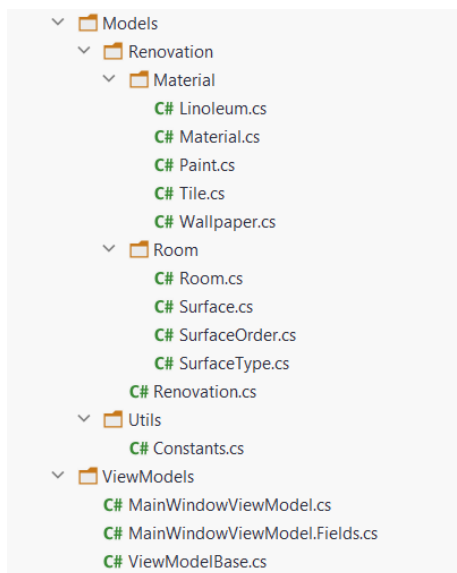 Models
Renovation
Material
C# Linoleum.cs
C# Material.cs
C# Paint.cs
C# Tile.cs
C# Wallpaper.cs
Room
C# Room.cs
C# Surface.cs
C# SurfaceOrder.cs
C# SurfaceType.cs
C# Renovation.cs
Utils
C# Constants.cs
ViewModels
C# MainWindowViewModel.cs
C# MainWindowViewModel.Fields.cs
C# ViewModelBase.cs